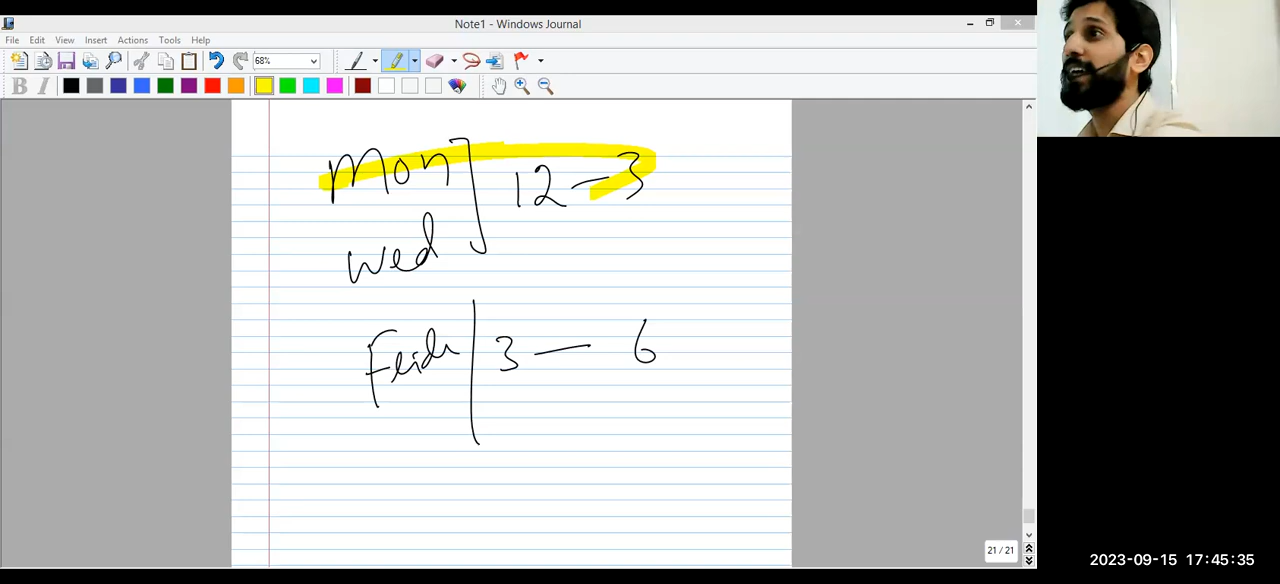 Note1 - Windows Journal
File Edit View Insert Actions Tools Help
68%
B I
Mon ] 12 — 3
wed
3 — 6
21 / 21
2023-09-15 17:45:35